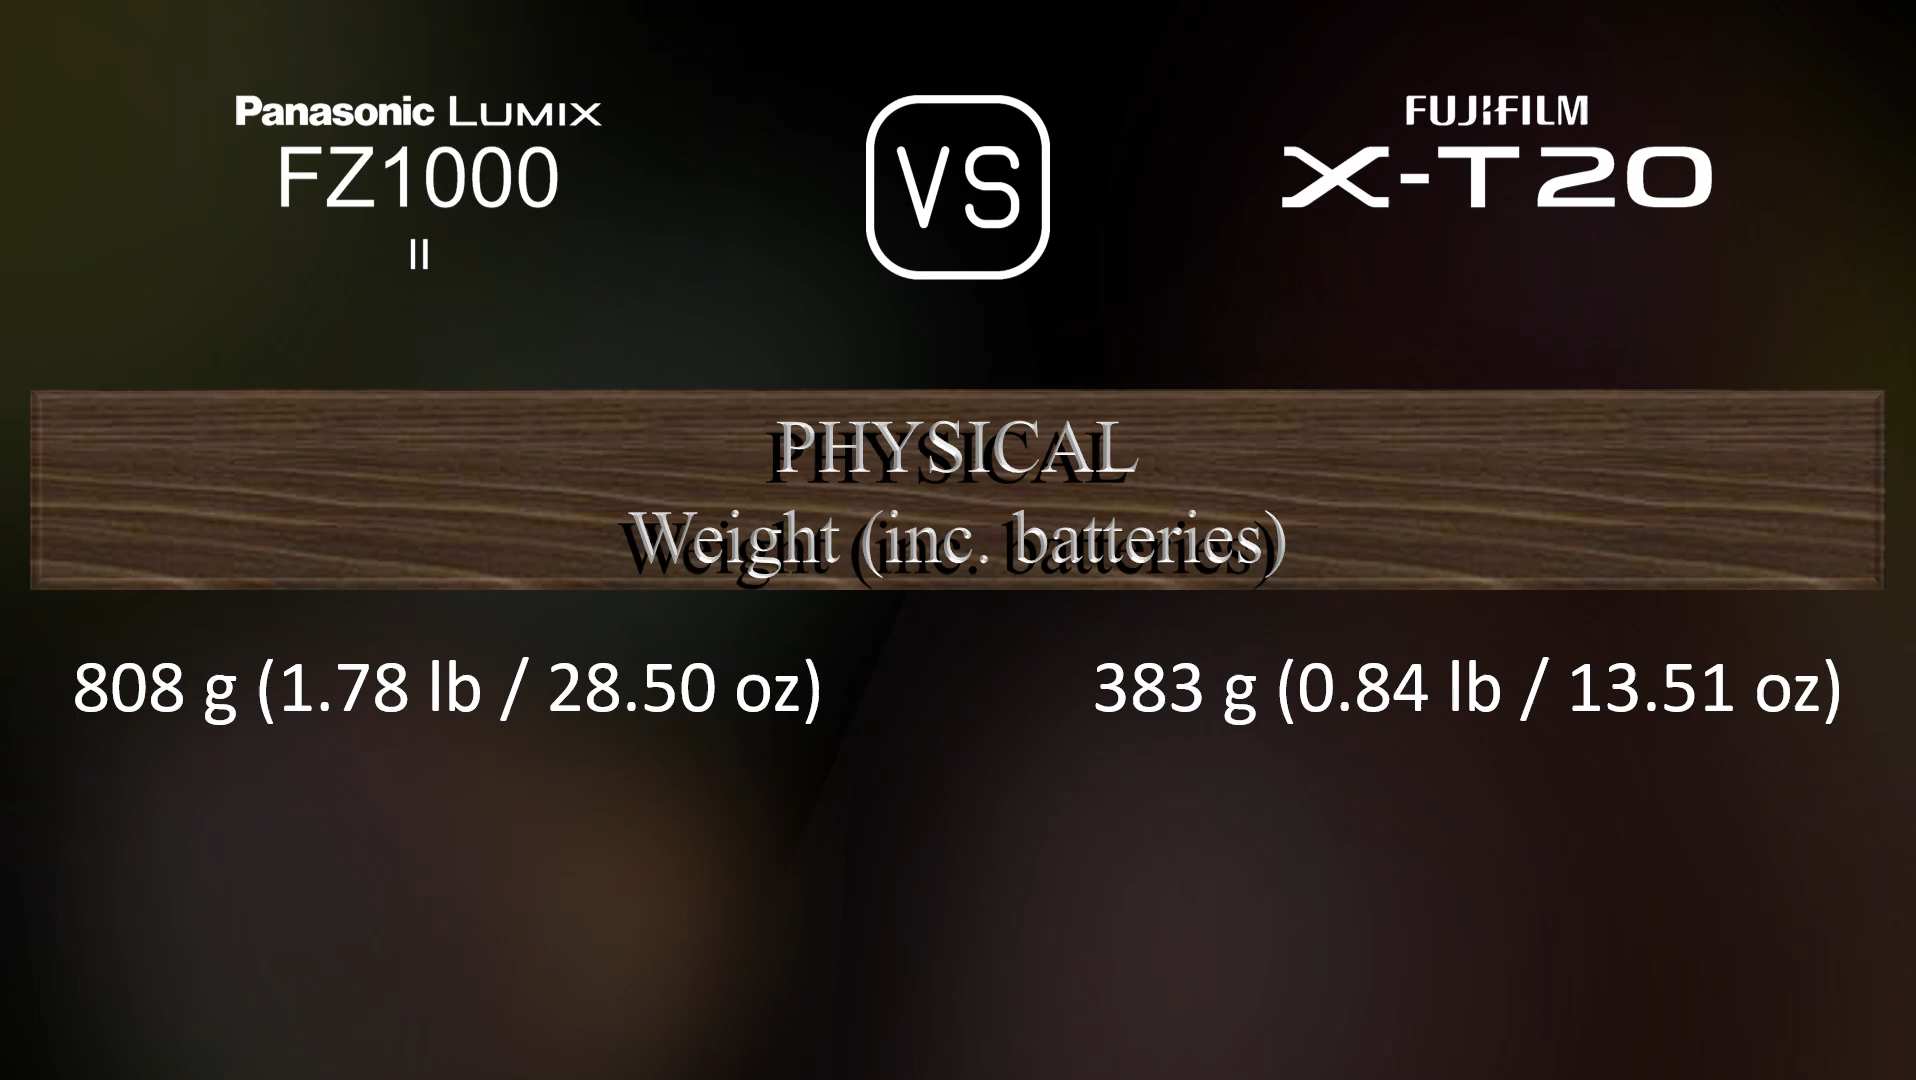 Panasonic LUMIX
FZ1000
II
VS
FUJIFILM
X-T20
PHYSICAL
Weight (inc. batteries)
808 g (1.78 lb / 28.50 oz)
383 g (0.84 lb / 13.51 oz)